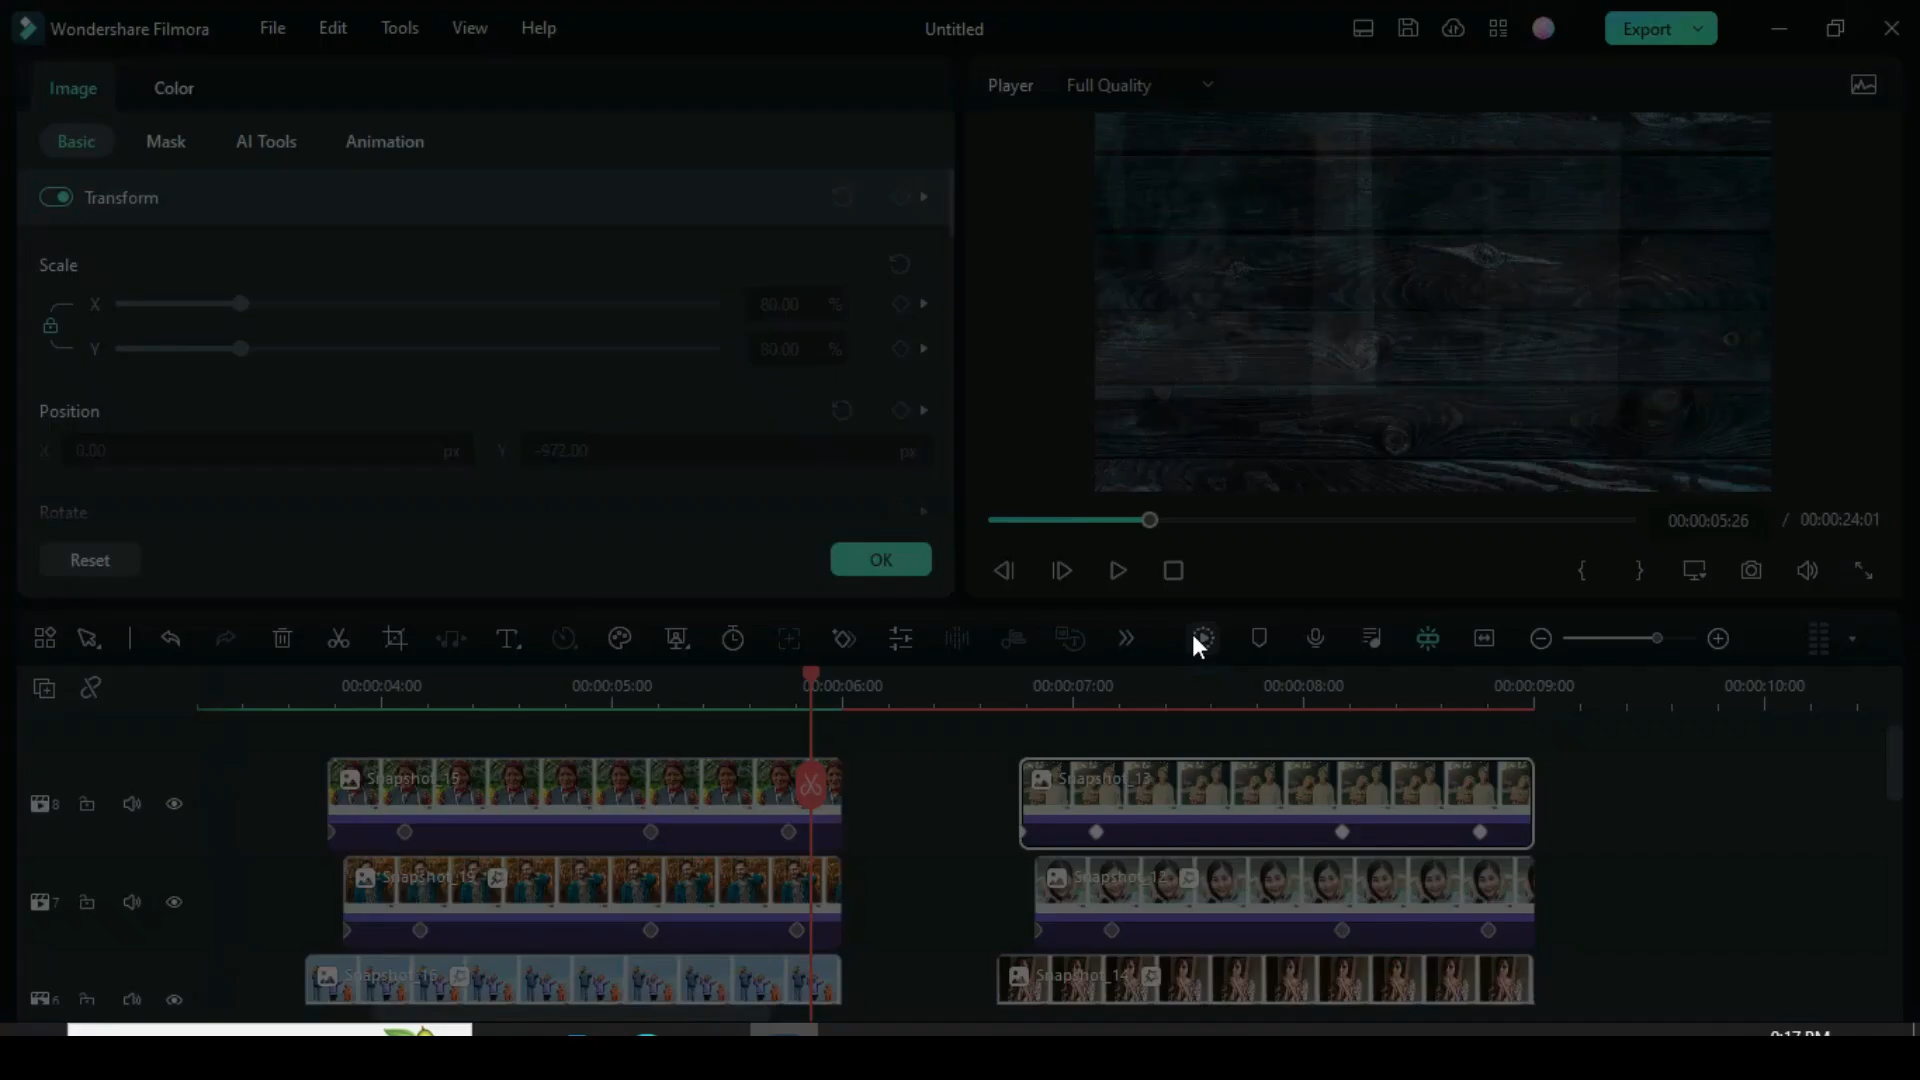 Wondershare Filmora File Edit Tools View Help Untitled Export
Image Color
Player Full Quality
Basic Mask AI Tools Animation
Transform
Scale
X 80.00 %
Y 80.00 %
Position
X 0.00 px Y -972.00 px
Rotate
00:00:05:26 / 00:00:24:01
Reset OK
{ }
00:00:04:00 00:00:05:00 00:00:06:00 00:00:07:00 00:00:08:00 00:00:09:00 00:00:10:00
Snapshot_15 Snapshot_13
8
Snapshot_19 Snapshot_12
7
Snapshot_16 Snapshot_14
6